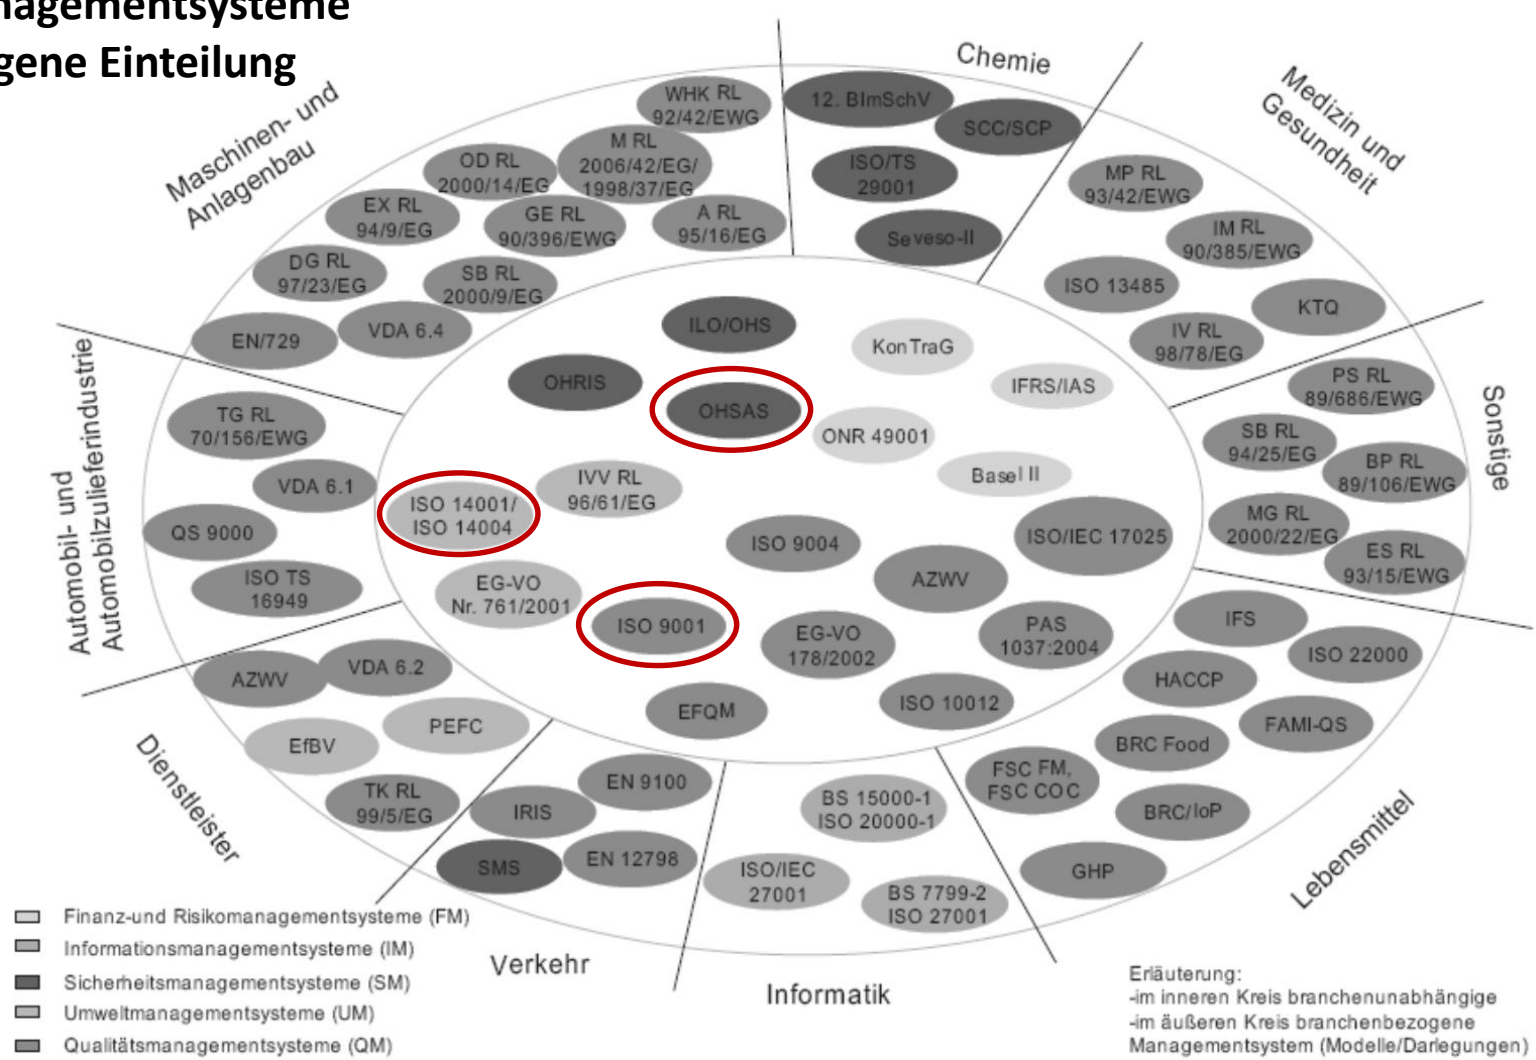 nagementsysteme
gene Einteilung
Maschinen- und
Anlagenbau
WHK RL
92/42/EWG
M RL
2006/42/EG/
1998/37/EG
OD RL
2000/14/EG
EX RL
94/9/EG
GE RL
90/396/EWG
A RL
95/16/EG
DG RL
97/23/EG
SB RL
2000/9/EG
EN/729
VDA 6.4
Chemie
12. BImSchV
SCC/SCP
ISO/TS
29001
Seveso-II
Medizin und
Gesundheit
MP RL
93/42/EWG
IM RL
90/385/EWG
ISO 13485
KTQ
IV RL
98/78/EG
Sonstige
PS RL
89/686/EWG
SB RL
94/25/EG
BP RL
89/106/EWG
MG RL
2000/22/EG
ES RL
93/15/EWG
Automobil- und
Automobilzulieferindustrie
TG RL
70/156/EWG
VDA 6.1
QS 9000
ISO TS
16949
ILO/OHS
KonTraG
OHRIS
IFRS/IAS
OHSAS
ONR 49001
Basel II
IVV RL
96/61/EG
ISO 14001/
ISO 14004
ISO 9004
ISO/IEC 17025
AZWV
EG-VO
Nr. 761/2001
ISO 9001
EG-VO
178/2002
PAS
1037:2004
EFQM
ISO 10012
Dienstleister
AZWV
VDA 6.2
EfBV
PEFC
TK RL
99/5/EG
Verkehr
EN 9100
IRIS
SMS
EN 12798
Informatik
BS 15000-1
ISO 20000-1
ISO/IEC
27001
BS 7799-2
ISO 27001
Lebensmittel
IFS
ISO 22000
HACCP
FAMI-QS
BRC Food
FSC FM,
FSC COC
BRC/IoP
GHP
Finanz-und Risikomanagementsysteme (FM)
Informationsmanagementsysteme (IM)
Sicherheitsmanagementsysteme (SM)
Umweltmanagementsysteme (UM)
Qualitätsmanagementsysteme (QM)
Erläuterung:
-im inneren Kreis branchenunabhängige
-im äußeren Kreis branchenbezogene
Managementsystem (Modelle/Darlegungen)